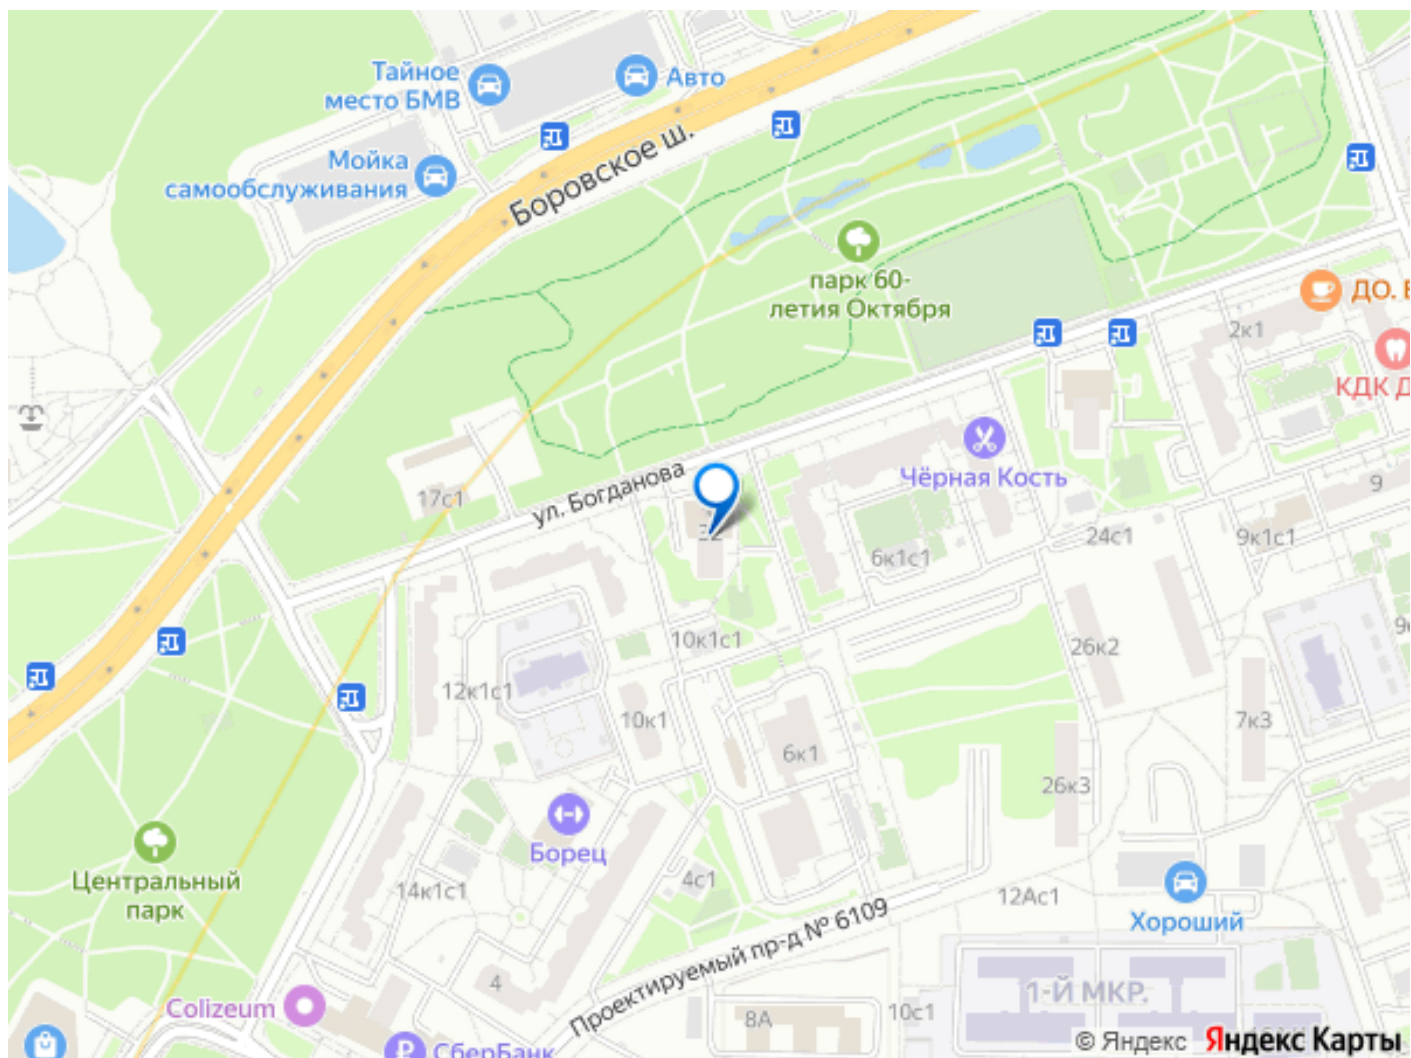 Тайное
место БМВ
Авто
Мойка
самообслуживания
Боровское ш.
парк 60-
летия Октября
ДО. В
2к1
КДК Д
Чёрная Кость
9
ул. Богданова
17с1
32
6к1с1
24с1
9к1с1
10к1с1
26к2
12к1с1
10к1
7к3
6к1
26к3
Борец
Центральный
парк
14к1с1
4с1
12Ас1
Хороший
Проектируемый пр-д № 6109
4
1-Й МКР.
Colizeum
8А
10с1
СберБанк
© Яндекс Яндекс Карты